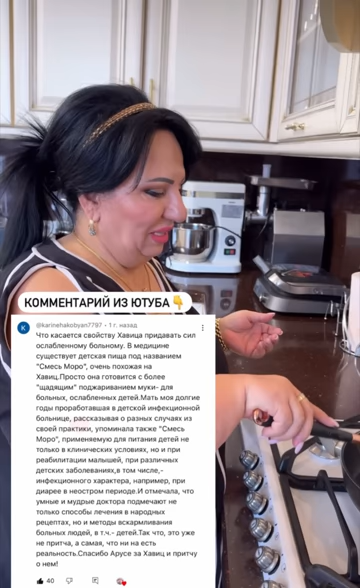 КОММЕНТАРИЙ ИЗ ЮТУБА👇
K
@karinehakobyan7797 • 1 г. назад
Что касается свойству Хавица придавать сил
ослабленному больному. В медицине
существует детская пища под названием
"Смесь Моро", очень похожая на
Хавиц.Просто она готовится с более
"щадящим" поджариванием муки- для
больных, ослабленных детей.Мать моя долгие
годы проработавшая в детской инфекционной
больнице, рассказывая о разных случаях из
своей практики, упоминала также "Смесь
Моро", применяемую для питания детей не
только в клинических условиях, но и при
реабилитации малышей, при различных
детских заболеваниях,в том числе,-
инфекционного характера, например, при
диарее в неостром периоде.И отмечала, что
умные и мудрые доктора подмечают не
только способы лечения в народных
рецептах, но и методы вскармливания
больных людей, в т.ч.- детей.Так что, это уже
не притча, а самая, что ни на есть
реальность.Спасибо Арусе за Хавиц и притчу
о нем!
40